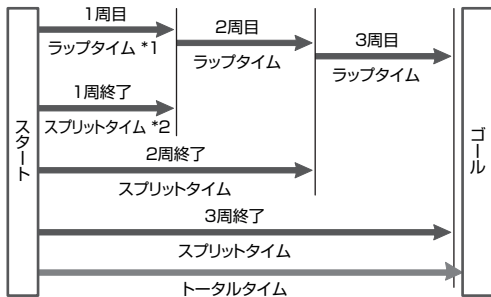 1周目
ラップタイム *1
2周目
ラップタイム
3周目
ラップタイム
1周終了
スプリットタイム *2
2周終了
スプリットタイム
3周終了
スプリットタイム
トータルタイム
スタート
ゴール